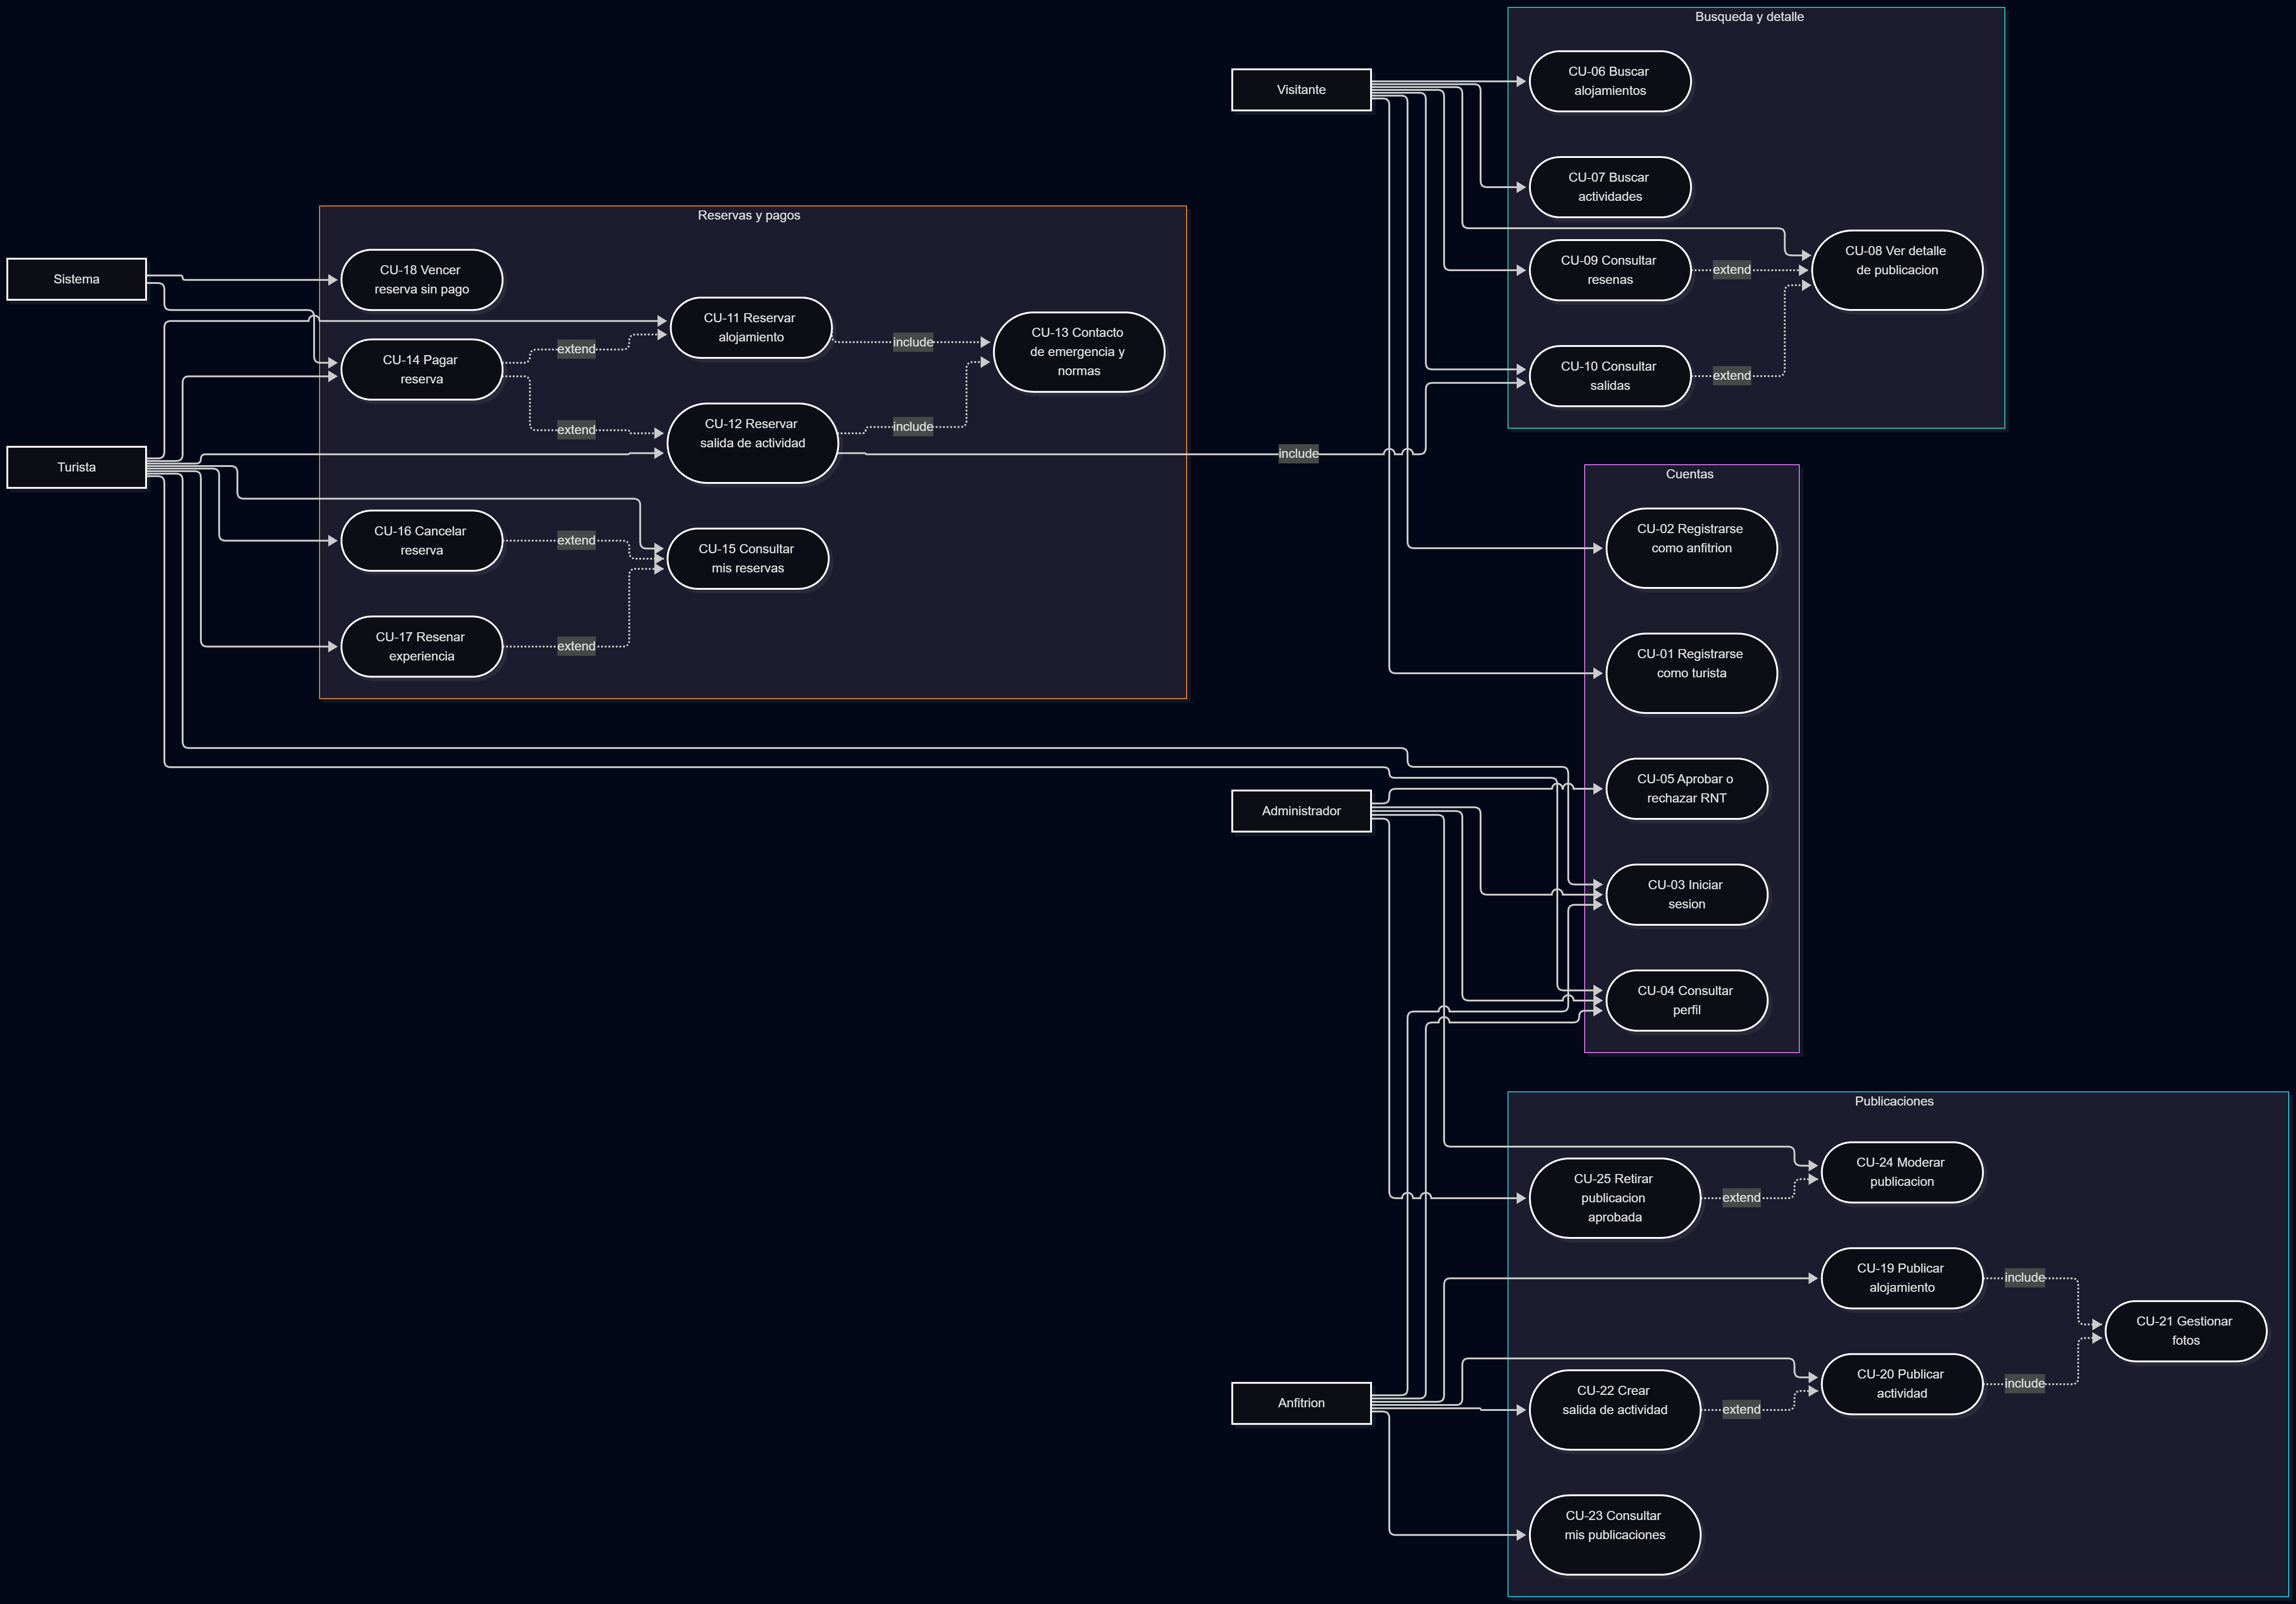 Busqueda y detalle
Visitante
CU-06 Buscar
alojamientos
CU-07 Buscar
actividades
CU-09 Consultar
resenas
extend
CU-08 Ver detalle
de publicacion
CU-10 Consultar
salidas
extend
Reservas y pagos
Sistema
CU-18 Vencer
reserva sin pago
CU-14 Pagar
reserva
extend
extend
CU-11 Reservar
alojamiento
include
CU-13 Contacto
de emergencia y
normas
CU-12 Reservar
salida de actividad
include
include
Turista
CU-16 Cancelar
reserva
extend
CU-15 Consultar
mis reservas
CU-17 Resenar
experiencia
extend
Cuentas
CU-02 Registrarse
como anfitrion
CU-01 Registrarse
como turista
CU-05 Aprobar o
rechazar RNT
Administrador
CU-03 Iniciar
sesion
CU-04 Consultar
perfil
Publicaciones
CU-25 Retirar
publicacion
aprobada
extend
CU-24 Moderar
publicacion
CU-19 Publicar
alojamiento
include
CU-21 Gestionar
fotos
CU-20 Publicar
actividad
include
Anfitrion
CU-22 Crear
salida de actividad
extend
CU-23 Consultar
mis publicaciones